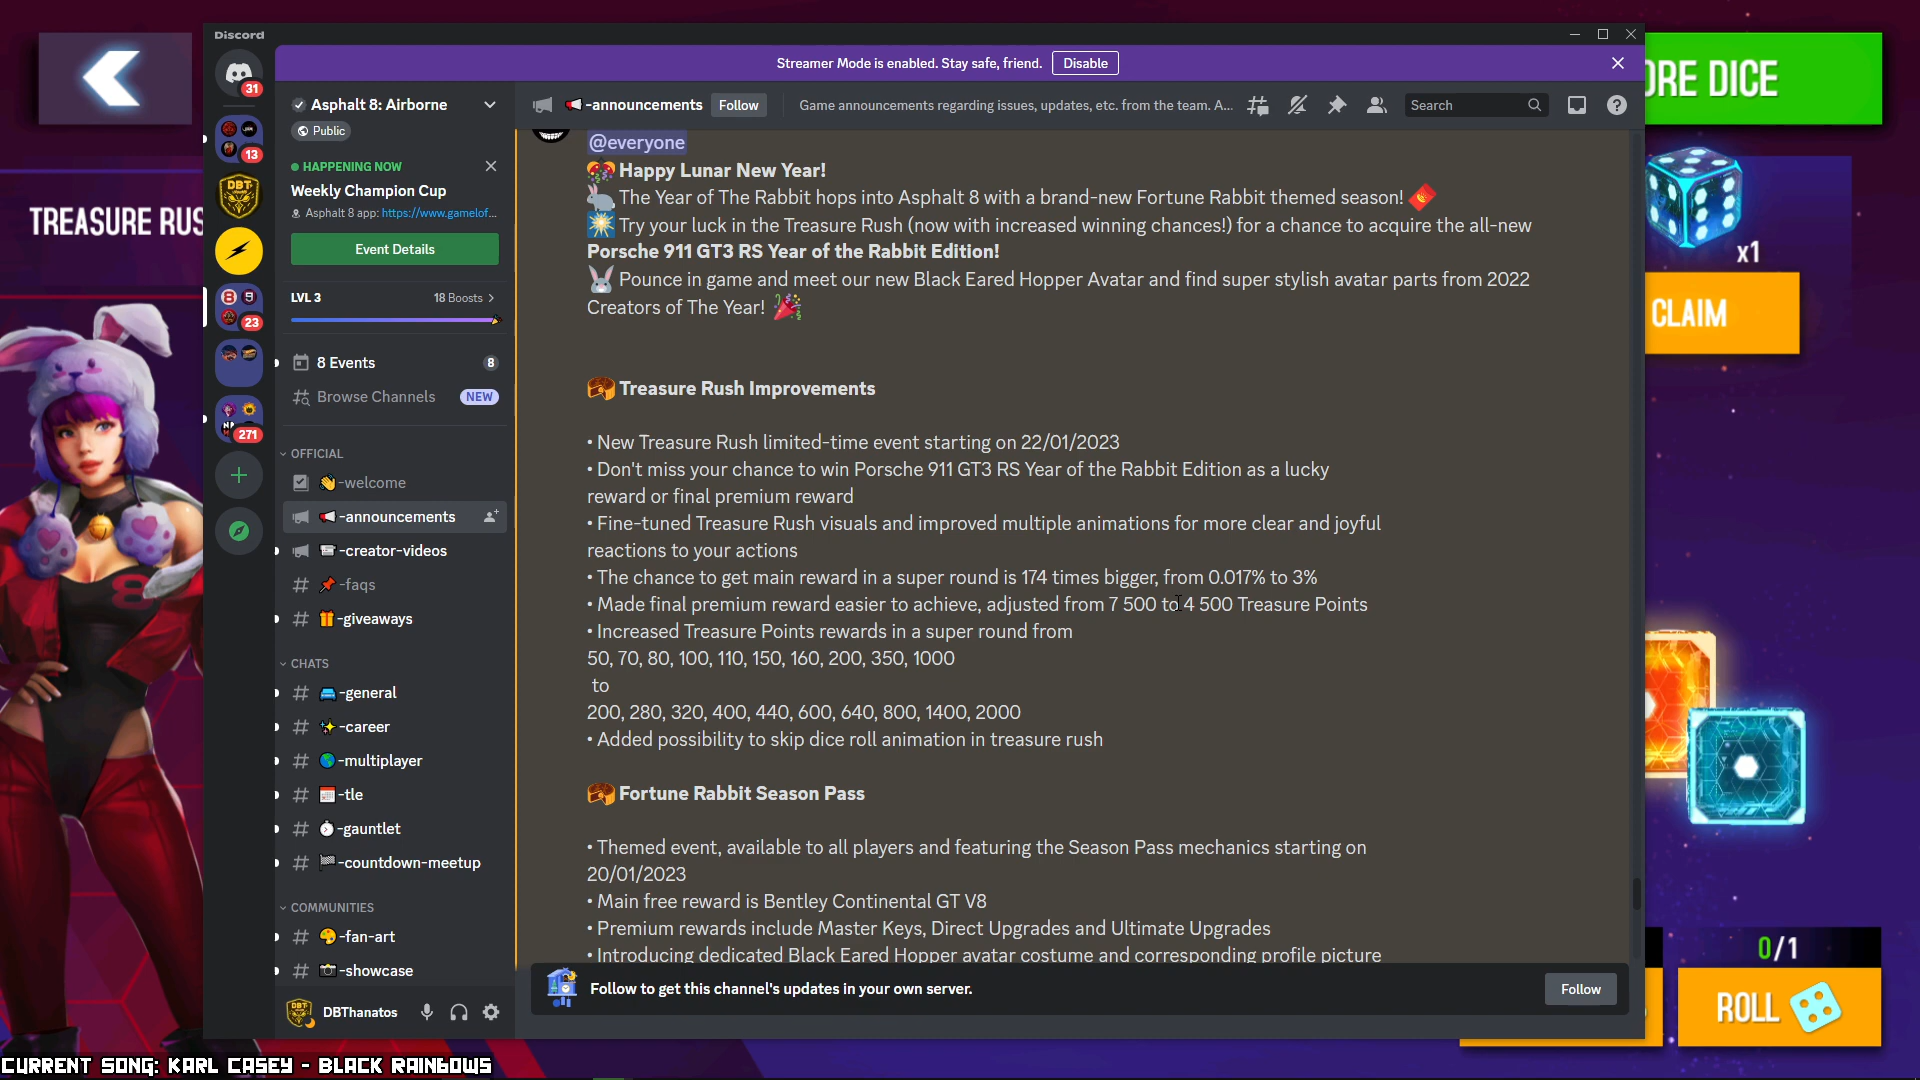 Discord
Streamer Mode is enabled. Stay safe, friend.
Disable
31
13
DBT
23
271
Asphalt 8: Airborne
Public
HAPPENING NOW
Weekly Champion Cup
Asphalt 8 app: https://www.gamelof...
Event Details
LVL 3
18 Boosts
8 Events
8
Browse Channels
NEW
OFFICIAL
-welcome
-announcements
-creator-videos
-faqs
-giveaways
CHATS
-general
-career
-multiplayer
-tle
-gauntlet
-countdown-meetup
COMMUNITIES
-fan-art
-showcase
DBThanatos
-announcements
Follow
Game announcements regarding issues, updates, etc. from the team. A...
Search
@everyone
Happy Lunar New Year!
The Year of The Rabbit hops into Asphalt 8 with a brand-new Fortune Rabbit themed season!
Try your luck in the Treasure Rush (now with increased winning chances!) for a chance to acquire the all-new
Porsche 911 GT3 RS Year of the Rabbit Edition!
Pounce in game and meet our new Black Eared Hopper Avatar and find super stylish avatar parts from 2022
Creators of The Year!
Treasure Rush Improvements
• New Treasure Rush limited-time event starting on 22/01/2023
• Don't miss your chance to win Porsche 911 GT3 RS Year of the Rabbit Edition as a lucky
reward or final premium reward
• Fine-tuned Treasure Rush visuals and improved multiple animations for more clear and joyful
reactions to your actions
• The chance to get main reward in a super round is 174 times bigger, from 0.017% to 3%
• Made final premium reward easier to achieve, adjusted from 7 500 to 4 500 Treasure Points
• Increased Treasure Points rewards in a super round from
50, 70, 80, 100, 110, 150, 160, 200, 350, 1000
to
200, 280, 320, 400, 440, 600, 640, 800, 1400, 2000
• Added possibility to skip dice roll animation in treasure rush
Fortune Rabbit Season Pass
• Themed event, available to all players and featuring the Season Pass mechanics starting on
20/01/2023
• Main free reward is Bentley Continental GT V8
• Premium rewards include Master Keys, Direct Upgrades and Ultimate Upgrades
• Introducing dedicated Black Eared Hopper avatar costume and corresponding profile picture
Follow to get this channel's updates in your own server.
Follow
TREASURE RUS
ORE DICE
x1
CLAIM
0/1
ROLL
CURRENT SONG: KARL CASEY - BLACK RAINBOWS